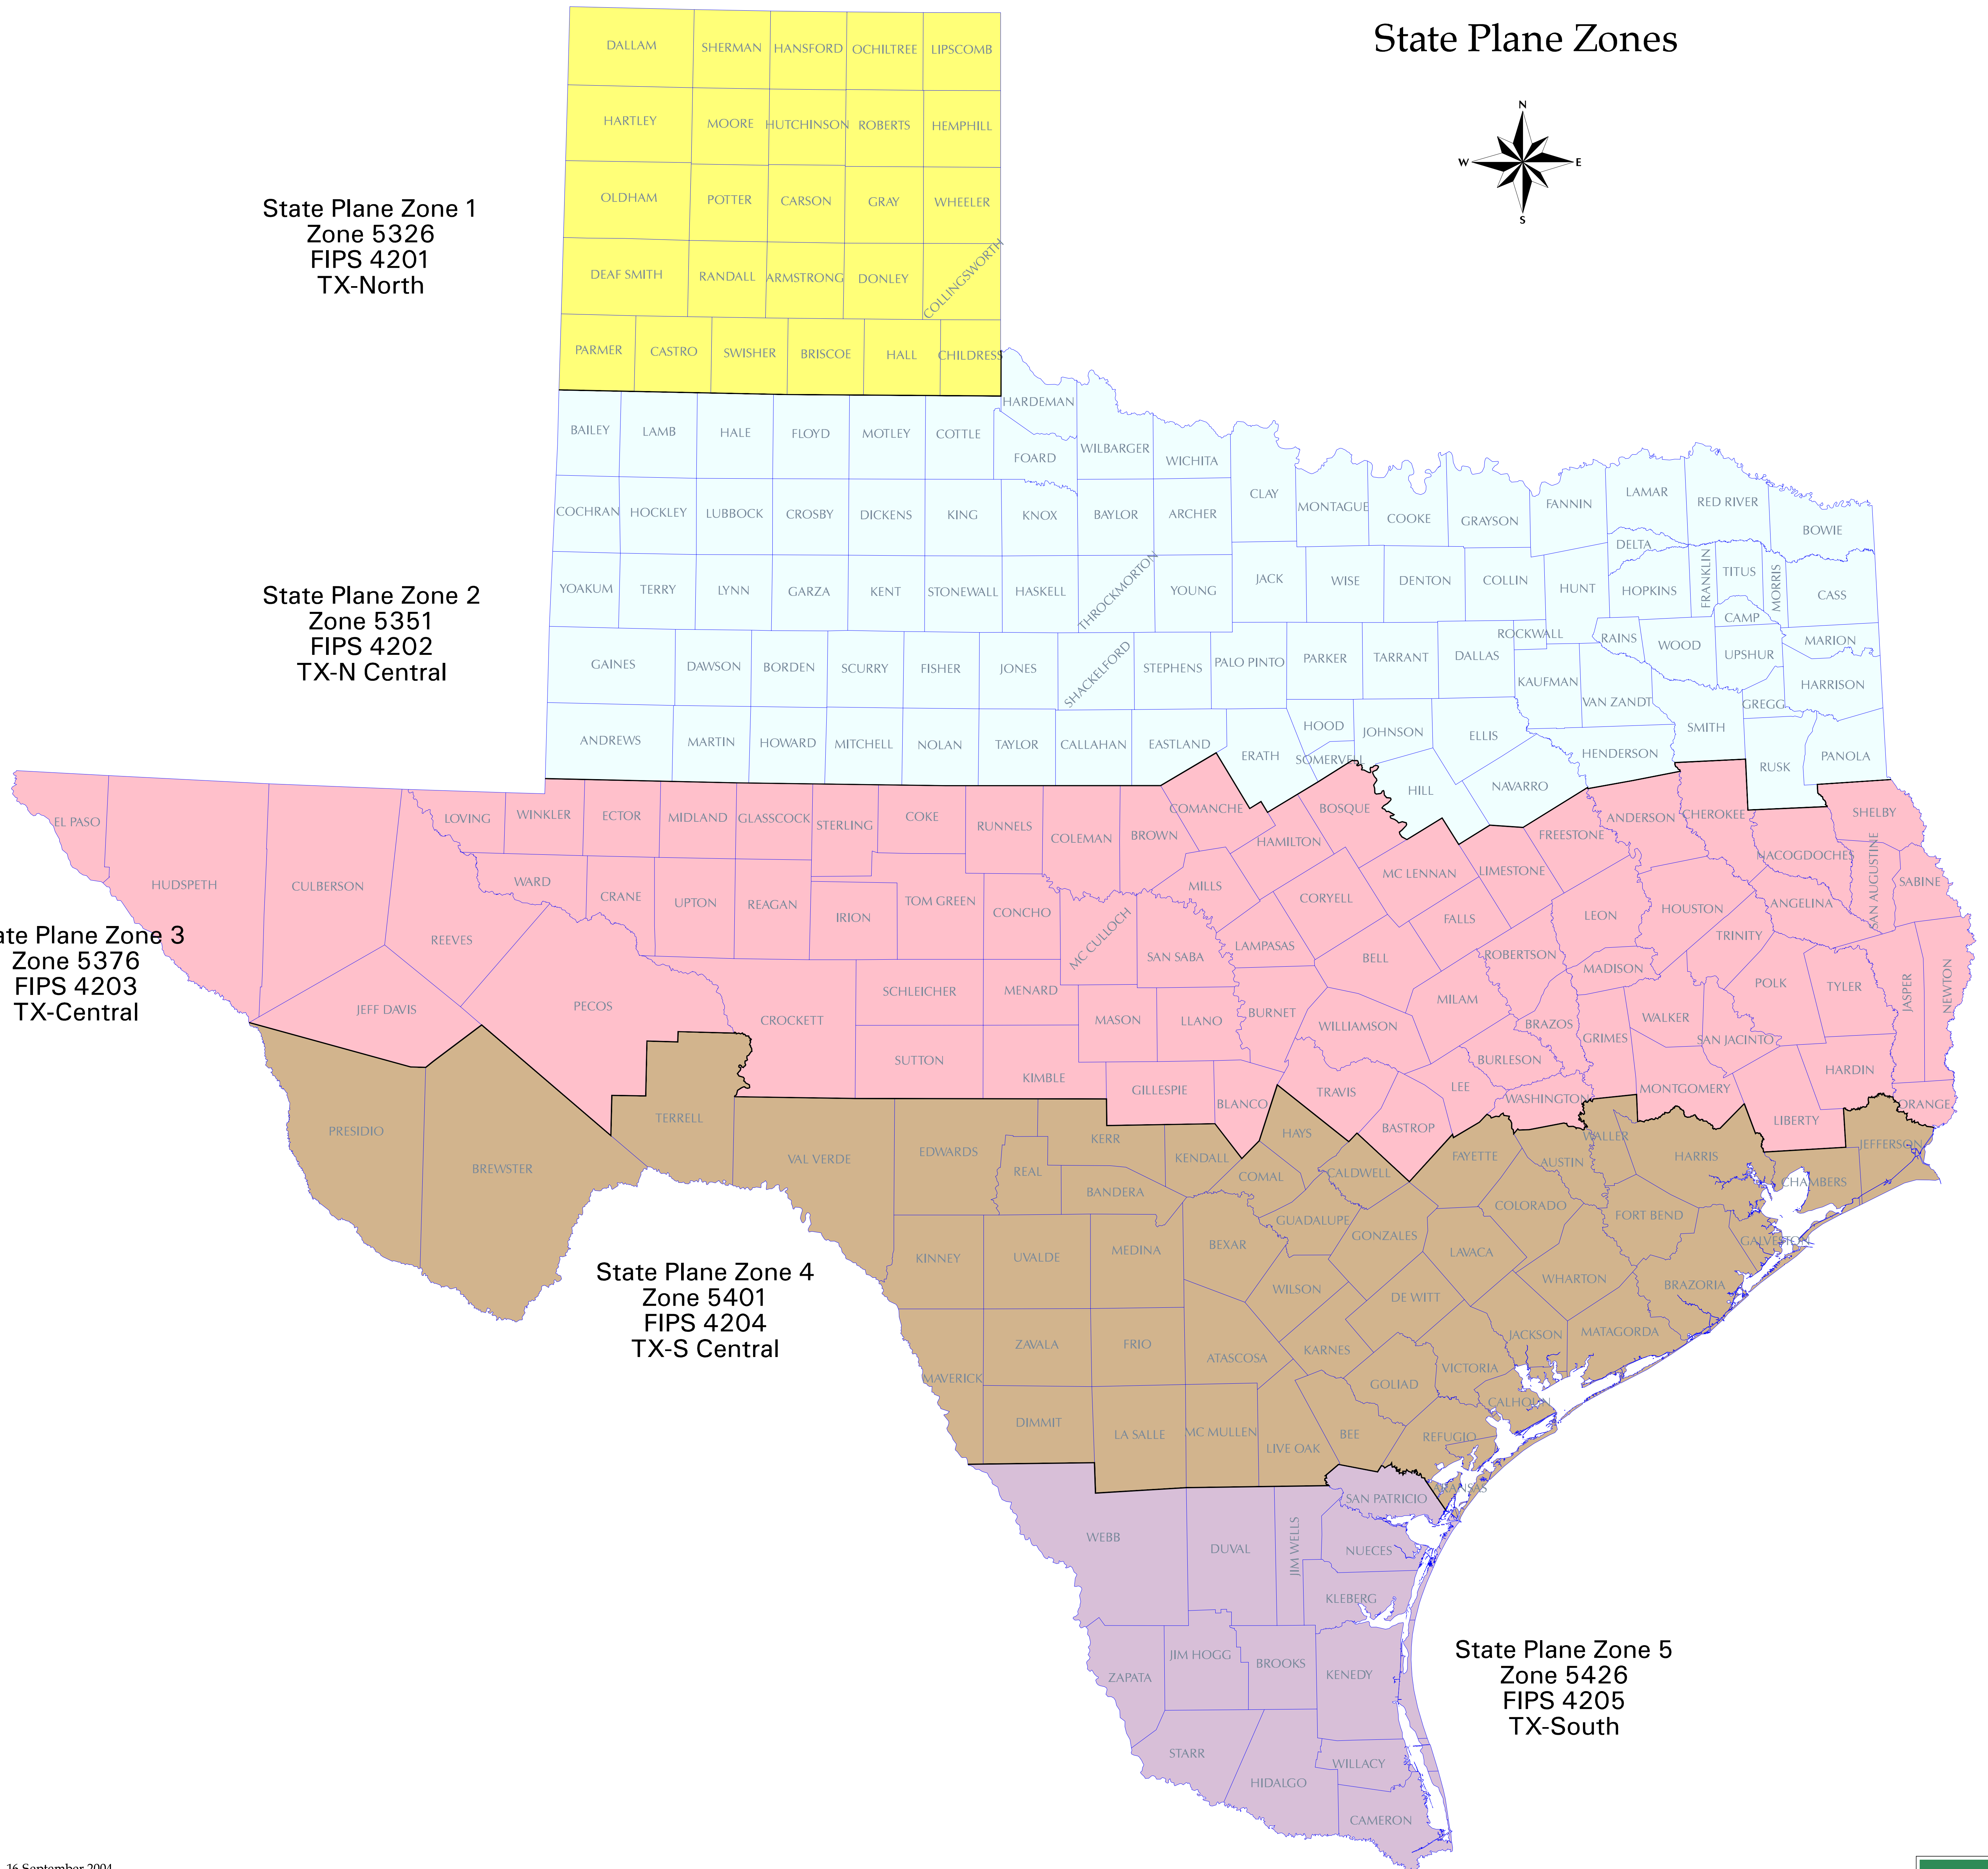 State Plane Zones
N
W E
S
State Plane Zone 1
Zone 5326
FIPS 4201
TX-North
State Plane Zone 2
Zone 5351
FIPS 4202
TX-N Central
ate Plane Zone 3
Zone 5376
FIPS 4203
TX-Central
State Plane Zone 4
Zone 5401
FIPS 4204
TX-S Central
State Plane Zone 5
Zone 5426
FIPS 4205
TX-South
DALLAM SHERMAN HANSFORD OCHILTREE LIPSCOMB
HARTLEY MOORE HUTCHINSON ROBERTS HEMPHILL
OLDHAM POTTER CARSON GRAY WHEELER
DEAF SMITH RANDALL ARMSTRONG DONLEY COLLINGSWORTH
PARMER CASTRO SWISHER BRISCOE HALL CHILDRESS
HARDEMAN
BAILEY LAMB HALE FLOYD MOTLEY COTTLE FOARD WILBARGER WICHITA
CLAY MONTAGUE COOKE GRAYSON FANNIN LAMAR RED RIVER BOWIE
COCHRAN HOCKLEY LUBBOCK CROSBY DICKENS KING KNOX BAYLOR ARCHER
DELTA FRANKLIN TITUS MORRIS
YOAKUM TERRY LYNN GARZA KENT STONEWALL HASKELL THROCKMORTON YOUNG JACK WISE DENTON COLLIN HUNT HOPKINS CASS
CAMP
GAINES DAWSON BORDEN SCURRY FISHER JONES SHACKELFORD STEPHENS PALO PINTO PARKER TARRANT DALLAS ROCKWALL RAINS WOOD UPSHUR MARION
KAUFMAN VAN ZANDT GREGG HARRISON
ANDREWS MARTIN HOWARD MITCHELL NOLAN TAYLOR CALLAHAN EASTLAND ERATH HOOD JOHNSON ELLIS HENDERSON SMITH RUSK PANOLA
SOMERVELL HILL NAVARRO
EL PASO LOVING WINKLER ECTOR MIDLAND GLASSCOCK STERLING COKE RUNNELS COLEMAN BROWN COMANCHE BOSQUE FREESTONE ANDERSON CHEROKEE SHELBY
HAMILTON NACOGDOCHES SAN AUGUSTINE
HUDSPETH CULBERSON WARD CRANE UPTON REAGAN IRION TOM GREEN CONCHO MILLS CORYELL MC LENNAN LIMESTONE SABINE
REEVES MC CULLOCH SAN SABA LAMPASAS BELL FALLS LEON HOUSTON ANGELINA
ROBERTSON MADISON TRINITY
JEFF DAVIS PECOS CROCKETT SCHLEICHER MENARD MASON LLANO BURNET WILLIAMSON MILAM POLK TYLER JASPER NEWTON
SUTTON KIMBLE BRAZOS GRIMES WALKER SAN JACINTO
GILLESPIE BLANCO TRAVIS LEE BURLESON MONTGOMERY HARDIN
BASTROP WASHINGTON LIBERTY ORANGE
PRESIDIO BREWSTER TERRELL VAL VERDE EDWARDS KERR KENDALL HAYS FAYETTE WALLER HARRIS JEFFERSON
REAL BANDERA COMAL CALDWELL AUSTIN CHAMBERS
KINNEY UVALDE MEDINA BEXAR GUADALUPE GONZALES LAVACA COLORADO FORT BEND GALVESTON
WILSON DE WITT WHARTON BRAZORIA
MAVERICK ZAVALA FRIO ATASCOSA KARNES JACKSON MATAGORDA
GOLIAD VICTORIA
DIMMIT LA SALLE MC MULLEN LIVE OAK BEE REFUGIO CALHOUN
WEBB DUVAL JIM WELLS SAN PATRICIO ARANSAS
NUECES
KLEBERG
ZAPATA JIM HOGG BROOKS KENEDY
STARR HIDALGO WILLACY
CAMERON
16 September 2004